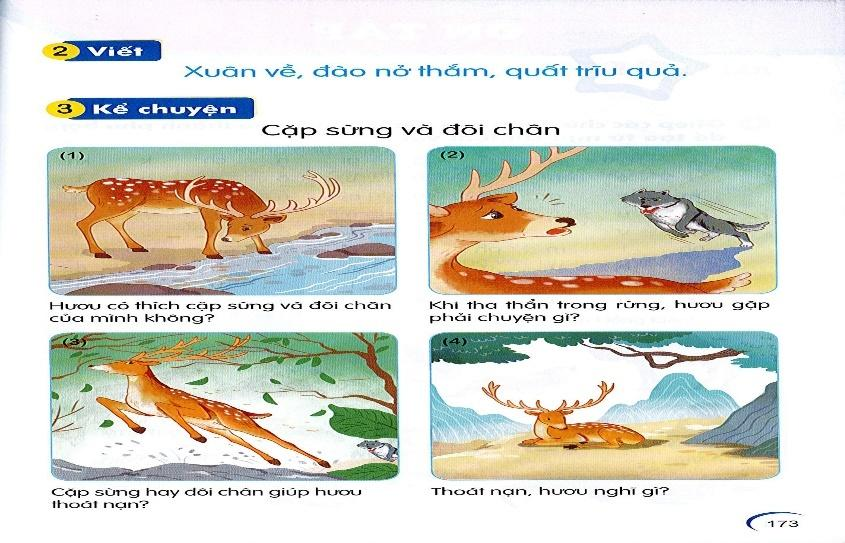 2 Viết
Xuân về, đào nở thắm, quất trĩu quả.
3 Kể chuyện
Cặp sừng và đôi chân
(1)
(2)
Hươu có thích cặp sừng và đôi chân
của mình không?
Khi tha thẩn trong rừng, hươu gặp
phải chuyện gì?
(3)
(4)
Cặp sừng hay đôi chân giúp hươu
thoát nạn?
Thoát nạn, hươu nghĩ gì?
173